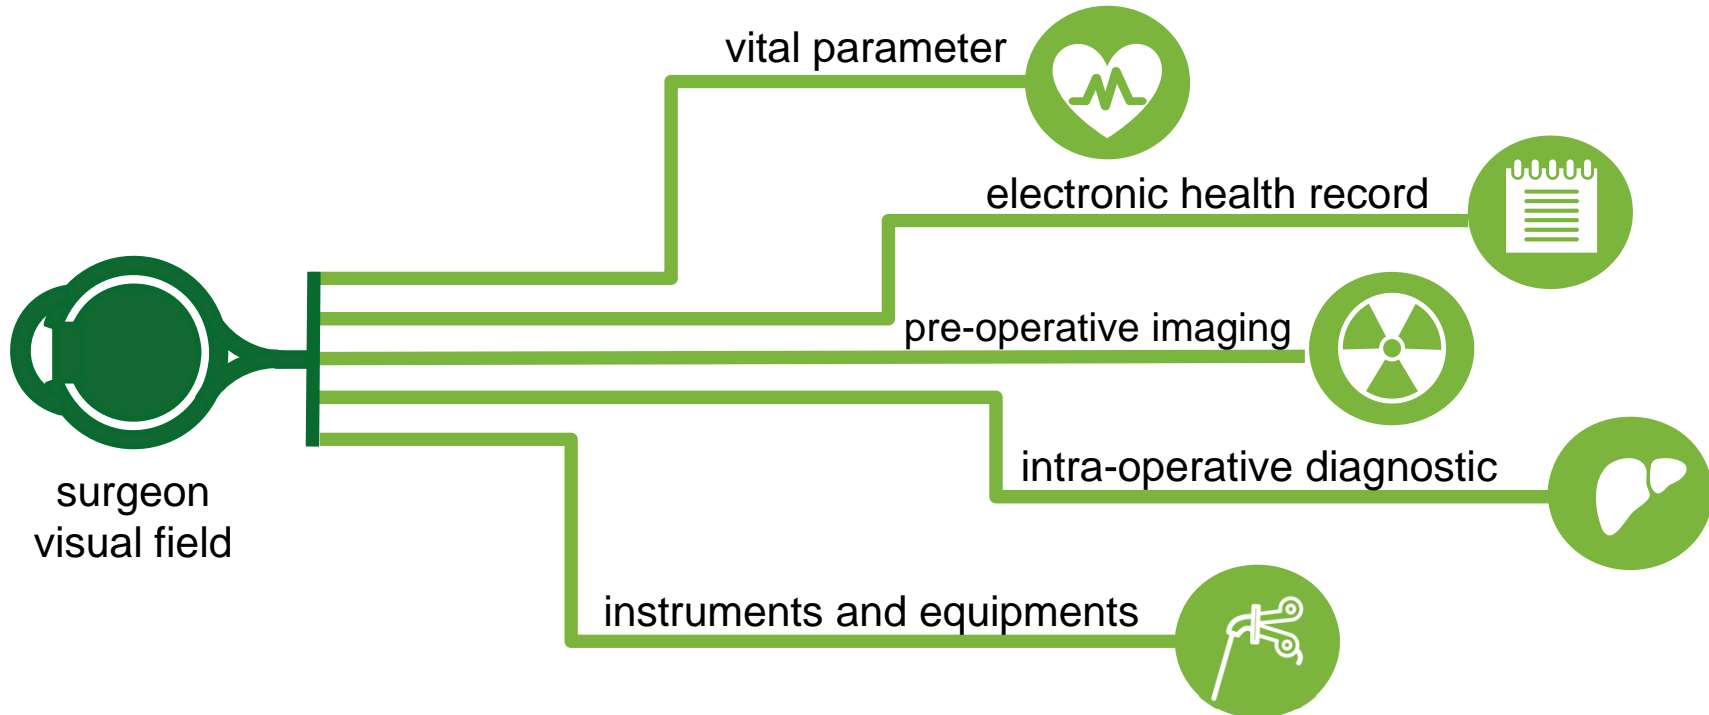 vital parameter
electronic health record
pre-operative imaging
intra-operative diagnostic
surgeon
visual field
instruments and equipments